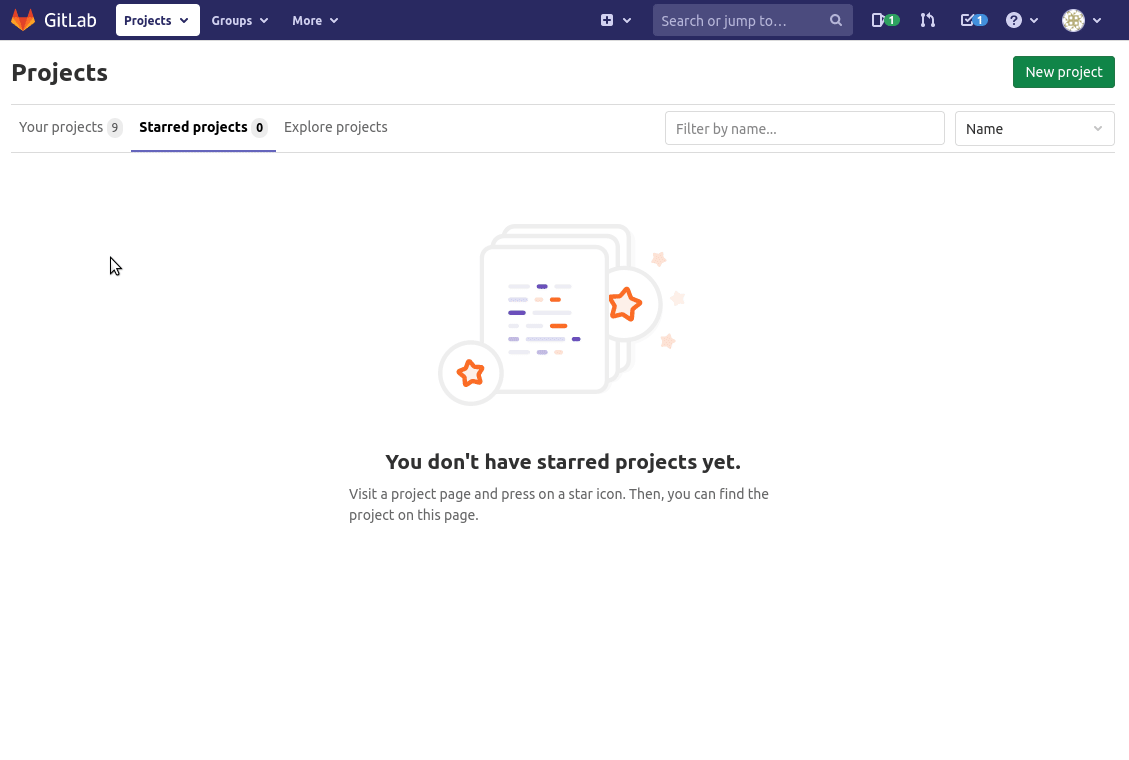 GitLab Projects Groups More Search or jump to… 1 1
Projects
New project
Your projects 9 Starred projects 0 Explore projects Filter by name... Name
You don't have starred projects yet.
Visit a project page and press on a star icon. Then, you can find the
project on this page.